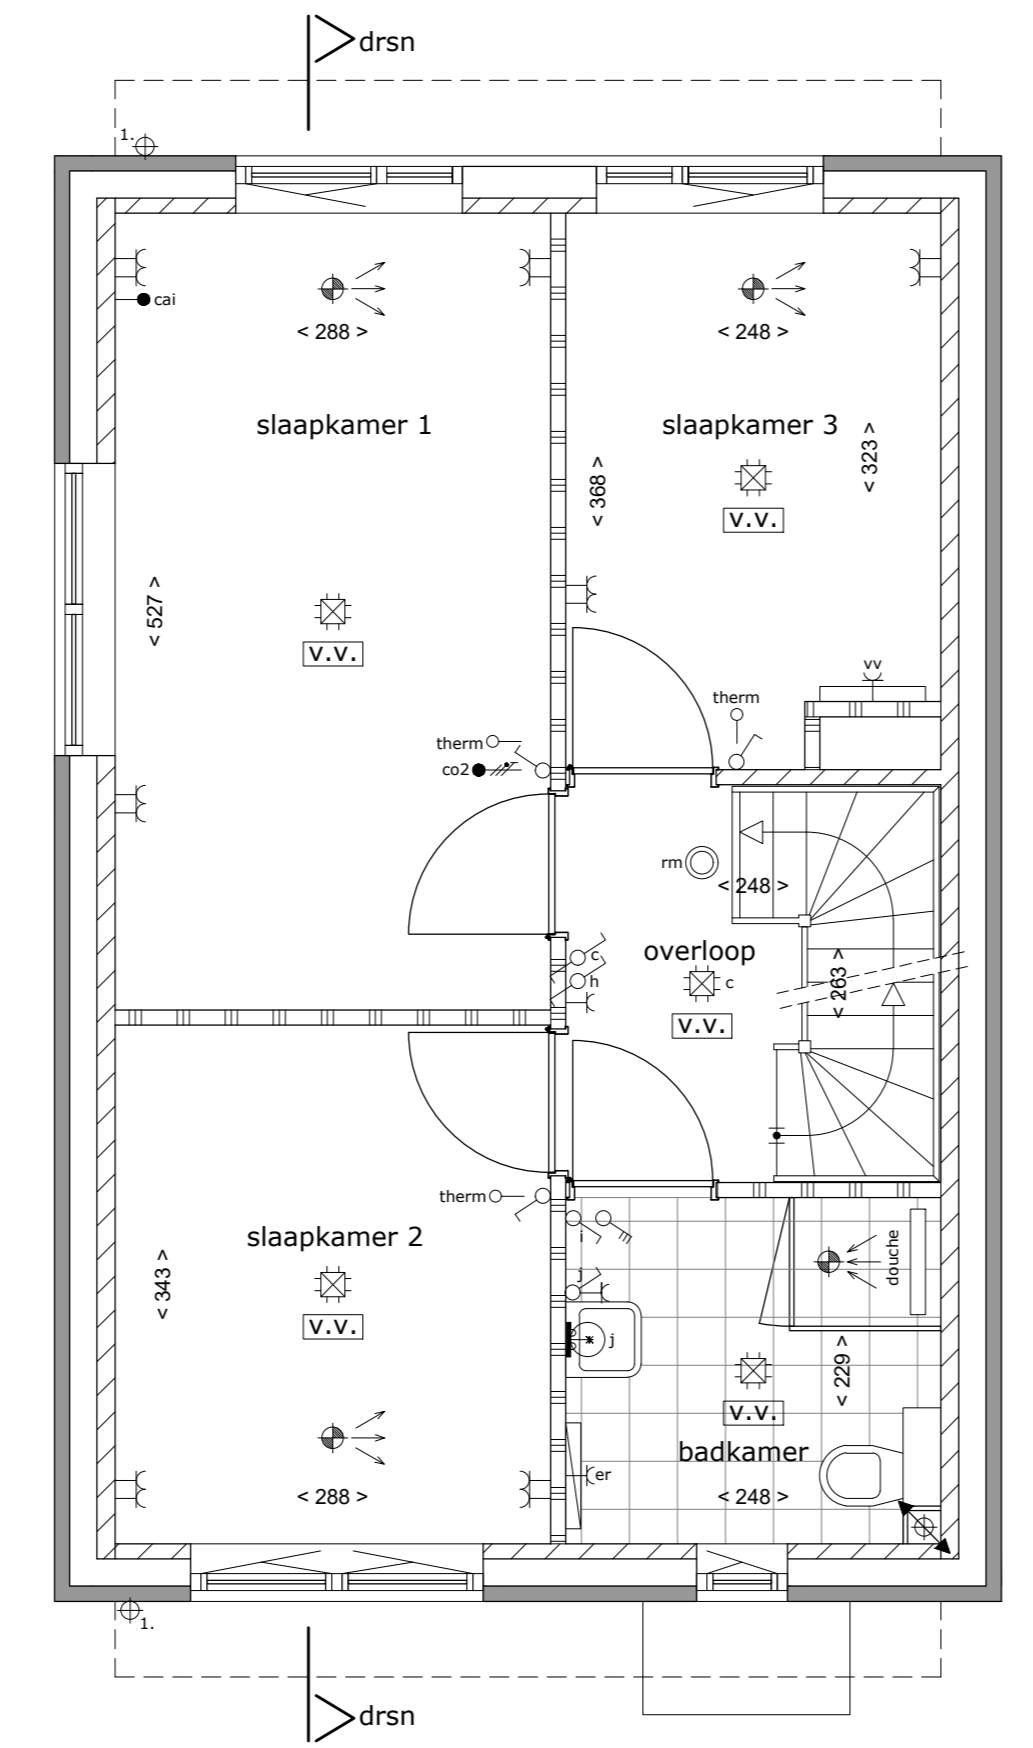 drsn
1.
cai
< 288 >
< 248 >
slaapkamer 1
slaapkamer 3
< 323 >
< 368 >
v.v.
< 527 >
v.v.
vv
therm
therm
co2
rm
< 248 >
overloop
c
h
c
< 263 >
v.v.
therm
slaapkamer 2
i
douche
< 343 >
j
v.v.
j
< 229 >
v.v.
badkamer
er
< 288 >
< 248 >
1.
drsn